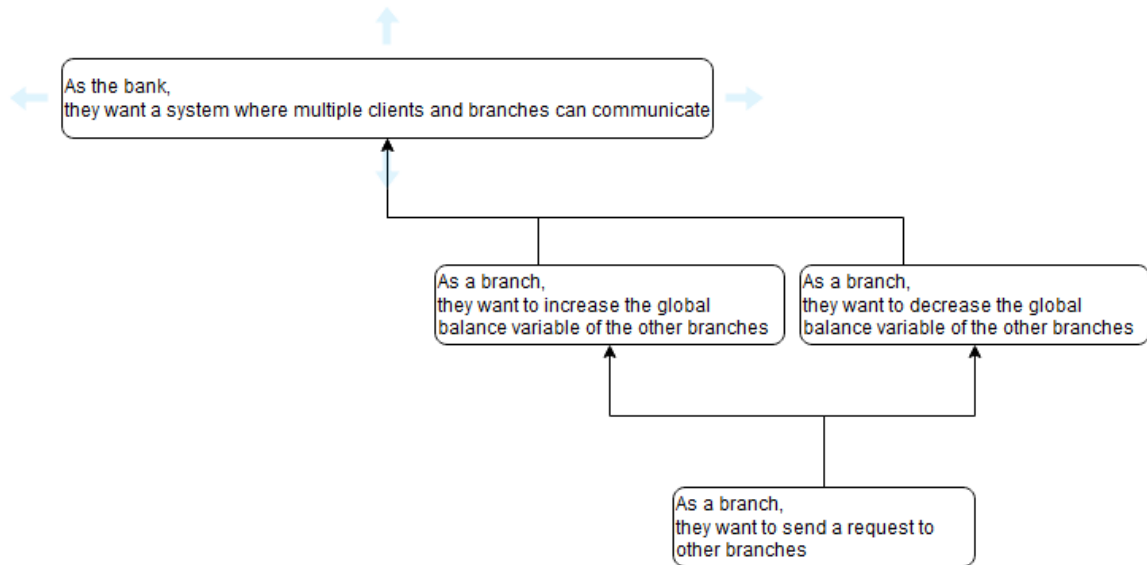 As the bank,
they want a system where multiple clients and branches can communicate
As a branch,
they want to increase the global
balance variable of the other branches
As a branch,
they want to decrease the global
balance variable of the other branches
As a branch,
they want to send a request to
other branches